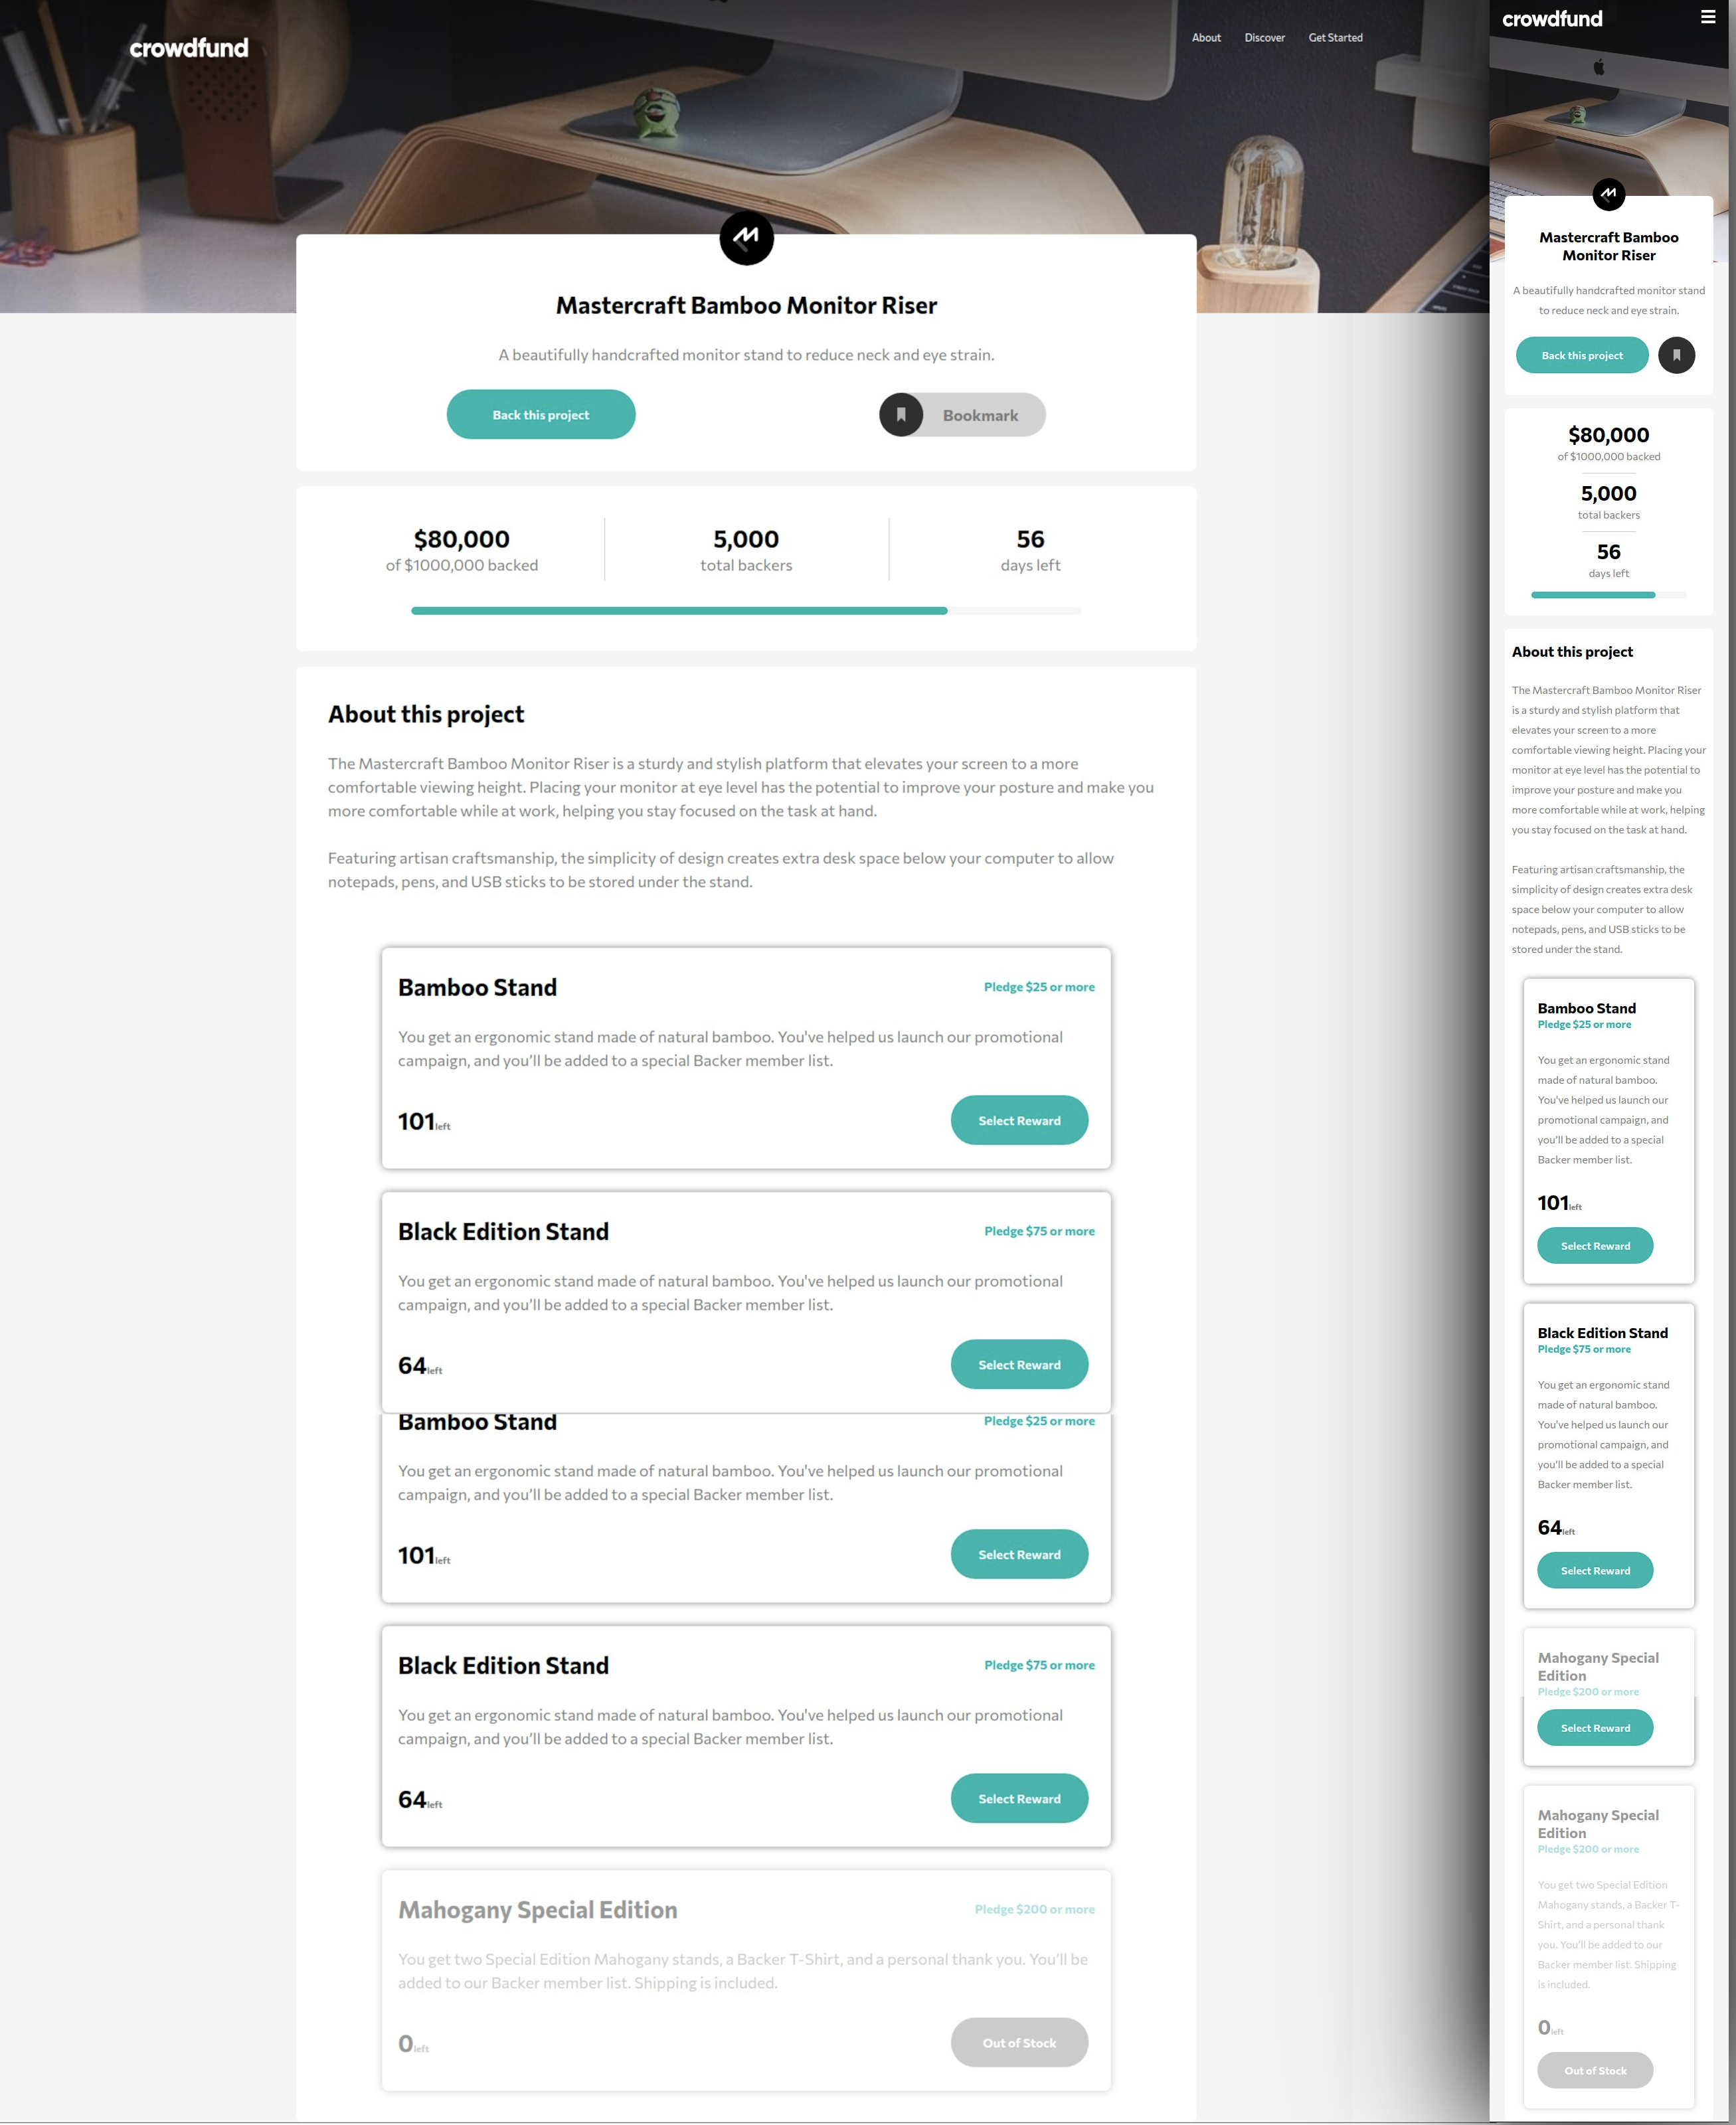 crowdfund
About Discover Get Started
Mastercraft Bamboo Monitor Riser
A beautifully handcrafted monitor stand to reduce neck and eye strain.
Back this project
Bookmark
$80,000
of $1000,000 backed
5,000
total backers
56
days left
About this project
The Mastercraft Bamboo Monitor Riser is a sturdy and stylish platform that elevates your screen to a more
comfortable viewing height. Placing your monitor at eye level has the potential to improve your posture and make you
more comfortable while at work, helping you stay focused on the task at hand.
Featuring artisan craftsmanship, the simplicity of design creates extra desk space below your computer to allow
notepads, pens, and USB sticks to be stored under the stand.
Bamboo Stand
Pledge $25 or more
You get an ergonomic stand made of natural bamboo. You've helped us launch our promotional
campaign, and you'll be added to a special Backer member list.
101left
Select Reward
Black Edition Stand
Pledge $75 or more
You get an ergonomic stand made of natural bamboo. You've helped us launch our promotional
campaign, and you'll be added to a special Backer member list.
64left
Select Reward
Bamboo Stand
Pledge $25 or more
You get an ergonomic stand made of natural bamboo. You've helped us launch our promotional
campaign, and you'll be added to a special Backer member list.
101left
Select Reward
Black Edition Stand
Pledge $75 or more
You get an ergonomic stand made of natural bamboo. You've helped us launch our promotional
campaign, and you'll be added to a special Backer member list.
64left
Select Reward
Mahogany Special Edition
Pledge $200 or more
You get two Special Edition Mahogany stands, a Backer T-Shirt, and a personal thank you. You'll be
added to our Backer member list. Shipping is included.
0left
Out of Stock
crowdfund
Mastercraft Bamboo
Monitor Riser
A beautifully handcrafted monitor stand
to reduce neck and eye strain.
Back this project
$80,000
of $1000,000 backed
5,000
total backers
56
days left
About this project
The Mastercraft Bamboo Monitor Riser
is a sturdy and stylish platform that
elevates your screen to a more
comfortable viewing height. Placing your
monitor at eye level has the potential to
improve your posture and make you
more comfortable while at work, helping
you stay focused on the task at hand.
Featuring artisan craftsmanship, the
simplicity of design creates extra desk
space below your computer to allow
notepads, pens, and USB sticks to be
stored under the stand.
Bamboo Stand
Pledge $25 or more
You get an ergonomic stand
made of natural bamboo.
You've helped us launch our
promotional campaign, and
you'll be added to a special
Backer member list.
101left
Select Reward
Black Edition Stand
Pledge $75 or more
You get an ergonomic stand
made of natural bamboo.
You've helped us launch our
promotional campaign, and
you'll be added to a special
Backer member list.
64left
Select Reward
Mahogany Special
Edition
Pledge $200 or more
Select Reward
Mahogany Special
Edition
Pledge $200 or more
You get two Special Edition
Mahogany stands, a Backer T-
Shirt, and a personal thank
you. You'll be added to our
Backer member list. Shipping
is included.
0left
Out of Stock